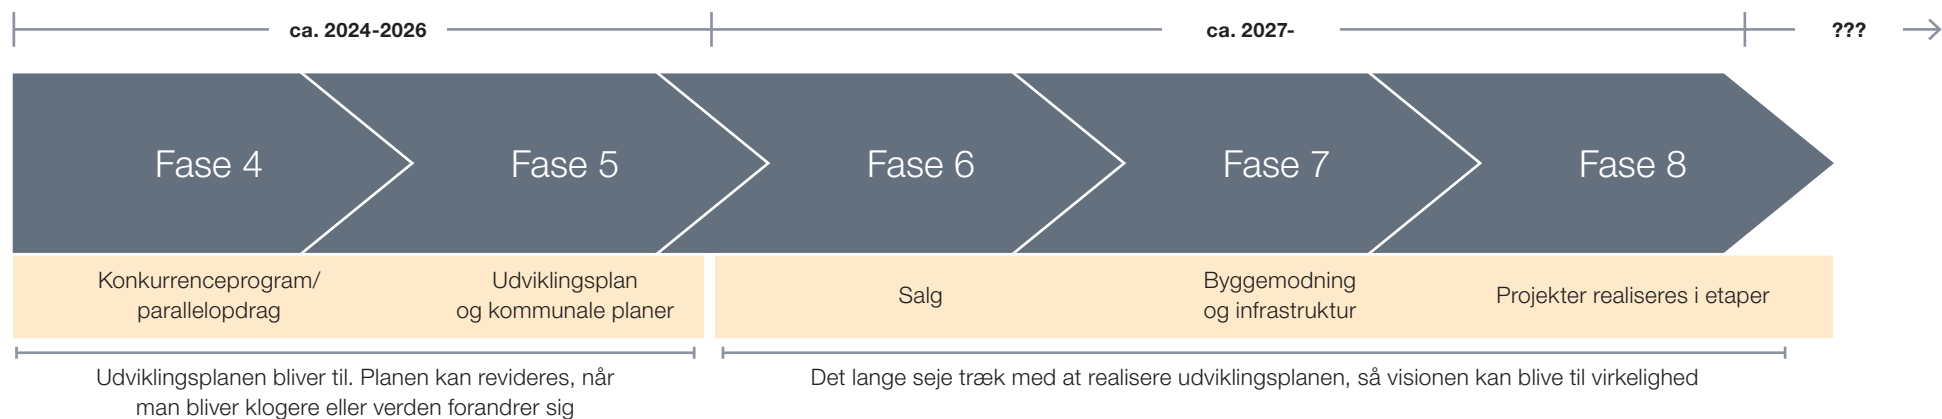 ca. 2024-2026
ca. 2027-
???
Fase 4
Fase 5
Fase 6
Fase 7
Fase 8
Konkurrenceprogram/
parallelopdrag
Udviklingsplan
og kommunale planer
Salg
Byggemodning
og infrastruktur
Projekter realiseres i etaper
Udviklingsplanen bliver til. Planen kan revideres, når
man bliver klogere eller verden forandrer sig
Det lange seje træk med at realisere udviklingsplanen, så visionen kan blive til virkelighed